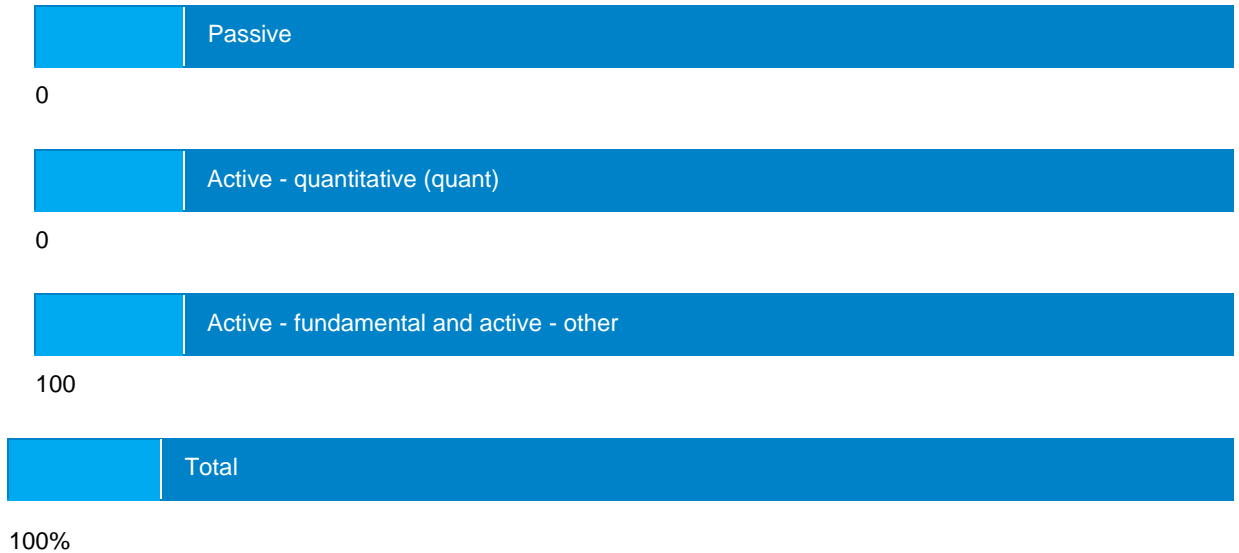 Passive
0
Active - quantitative (quant)
0
Active - fundamental and active - other
100
Total
100%